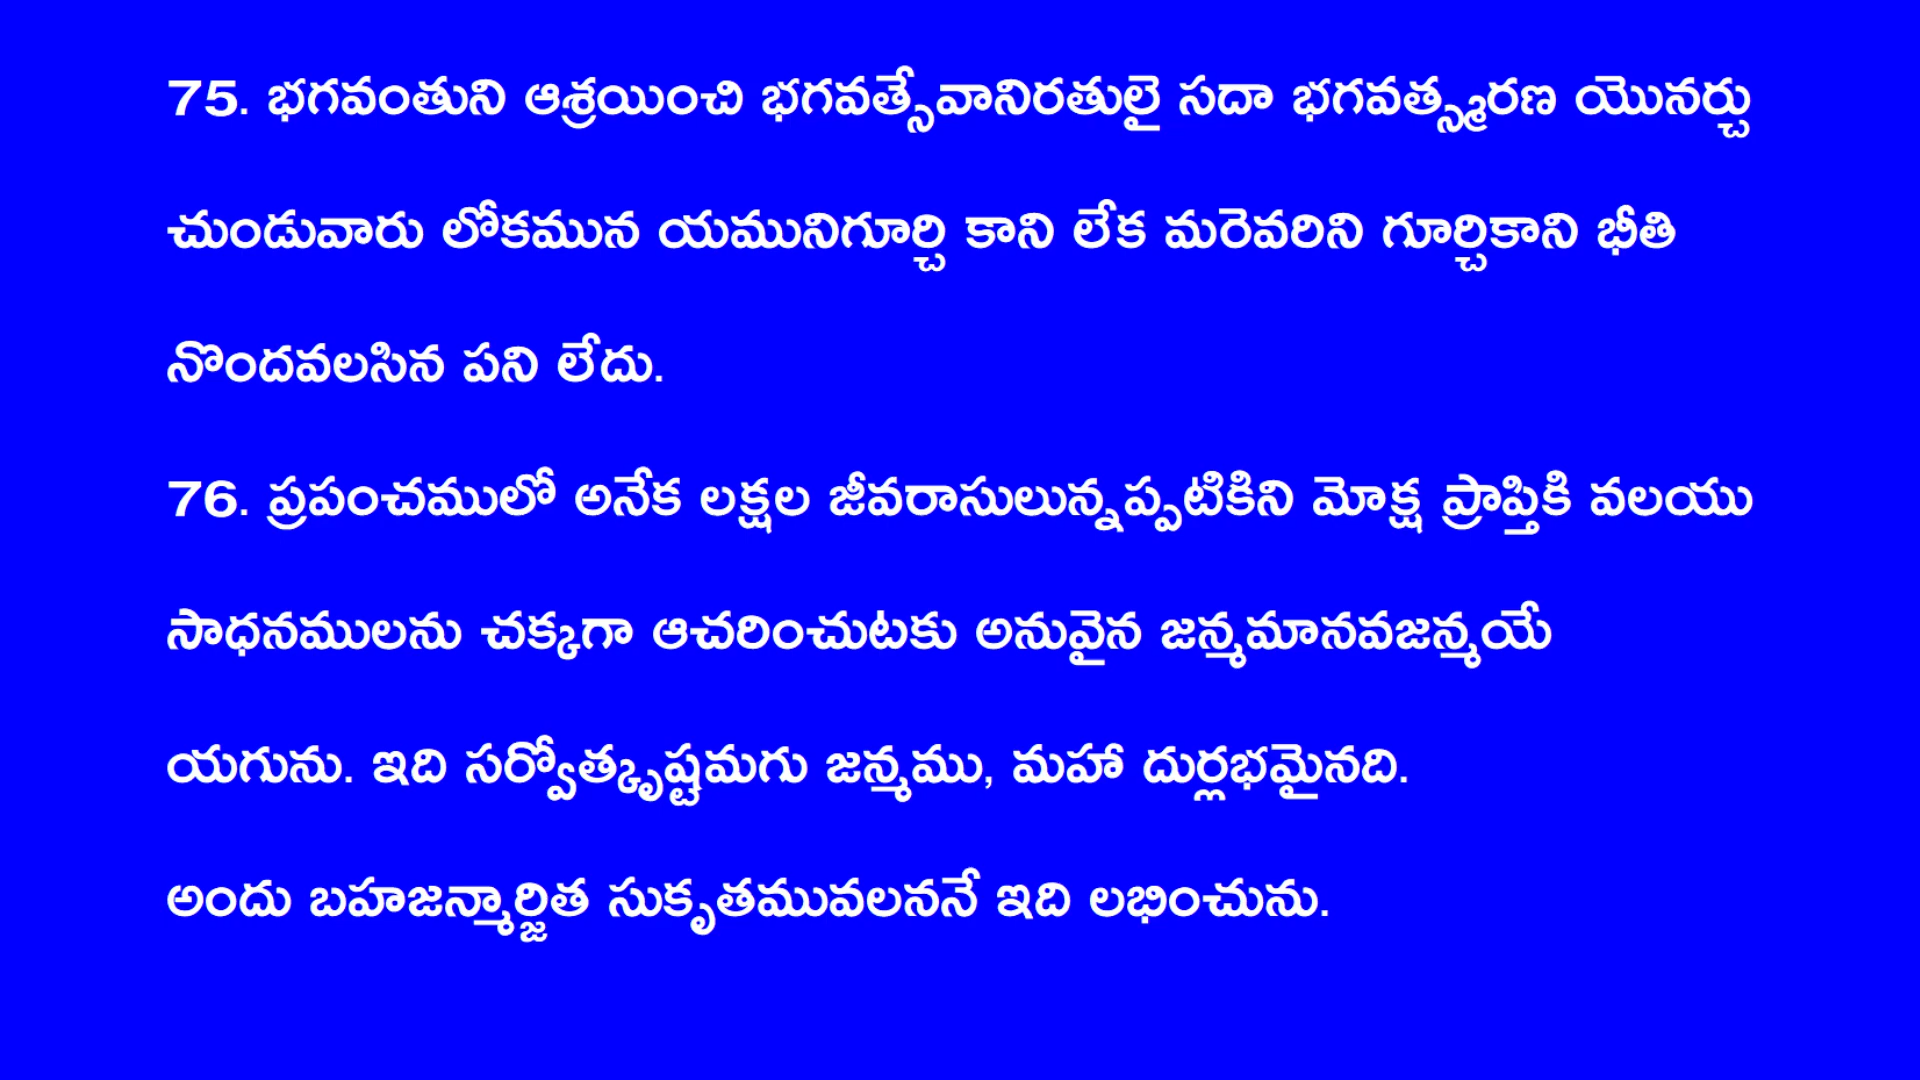 75. భగవంతుని ఆశ్రయించి భగవత్సేవానిరతులై సదా భగవత్స్మరణ యొనర్చు
చుండువారు లోకమున యమునిగూర్చి కాని లేక మరెవరిని గూర్చికాని భీతి
నొందవలసిన పని లేదు.
76. ప్రపంచములో అనేక లక్షల జీవరాసులున్నప్పటికిని మోక్ష ప్రాప్తికి వలయు
సాధనములను చక్కగా ఆచరించుటకు అనువైన జన్మమానవజన్మయే
యగును. ఇది సర్వోత్కృష్టమగు జన్మము, మహా దుర్లభమైనది.
అందు బహజన్మార్జిత సుకృతమువలననే ఇది లభించును.